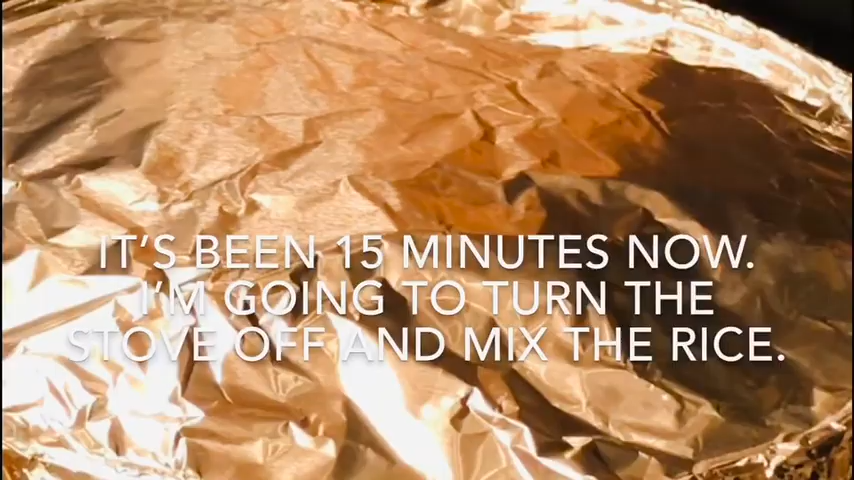 IT'S BEEN 15 MINUTES NOW.
I'M GOING TO TURN THE
STOVE OFF AND MIX THE RICE.